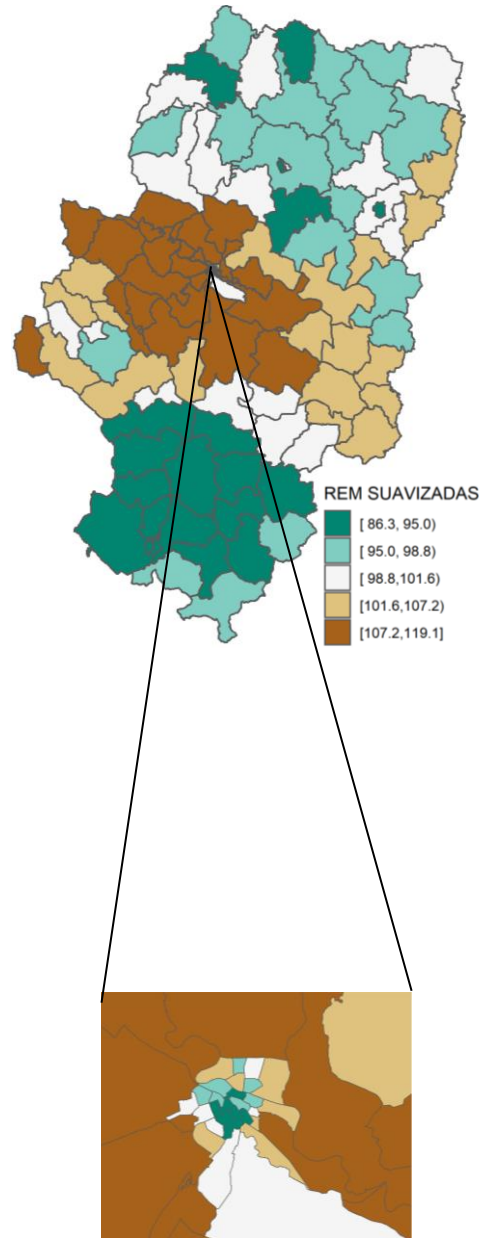 REM SUAVIZADAS
[ 86.3, 95.0)
[ 95.0, 98.8)
[ 98.8,101.6)
[101.6,107.2)
[107.2,119.1]